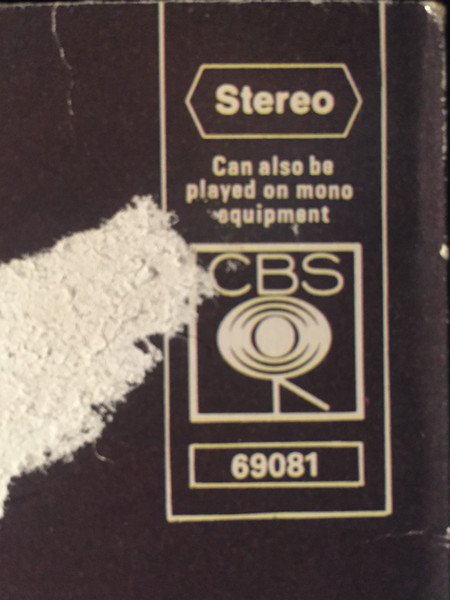 Stereo
Can also be
played on mono
equipment
CBS
69081